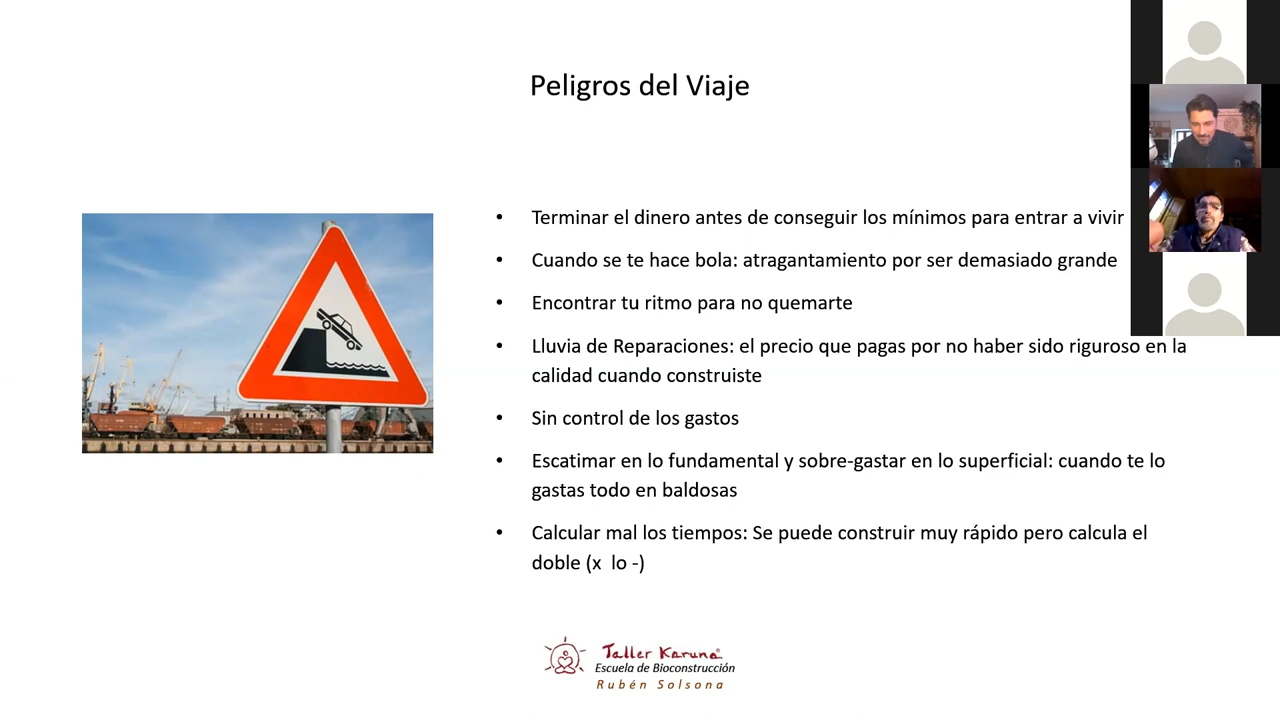 Peligros del Viaje
• Terminar el dinero antes de conseguir los mínimos para entrar a vivir
• Cuando se te hace bola: atragantamiento por ser demasiado grande
• Encontrar tu ritmo para no quemarte
• Lluvia de Reparaciones: el precio que pagas por no haber sido riguroso en la
calidad cuando construiste
• Sin control de los gastos
• Escatimar en lo fundamental y sobre-gastar en lo superficial: cuando te lo
gastas todo en baldosas
• Calcular mal los tiempos: Se puede construir muy rápido pero calcula el
doble (x lo -)
Taller Karuna
Escuela de Bioconstrucción
Rubén Solsona